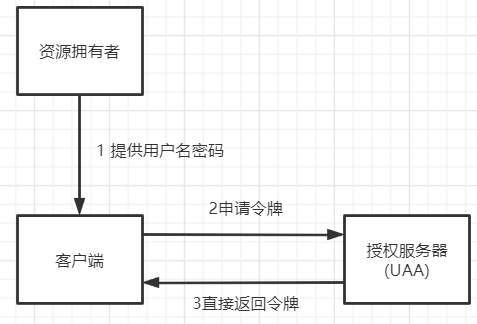 资源拥有者
1 提供用户名密码
2申请令牌
客户端
授权服务器
(UAA)
3直接返回令牌